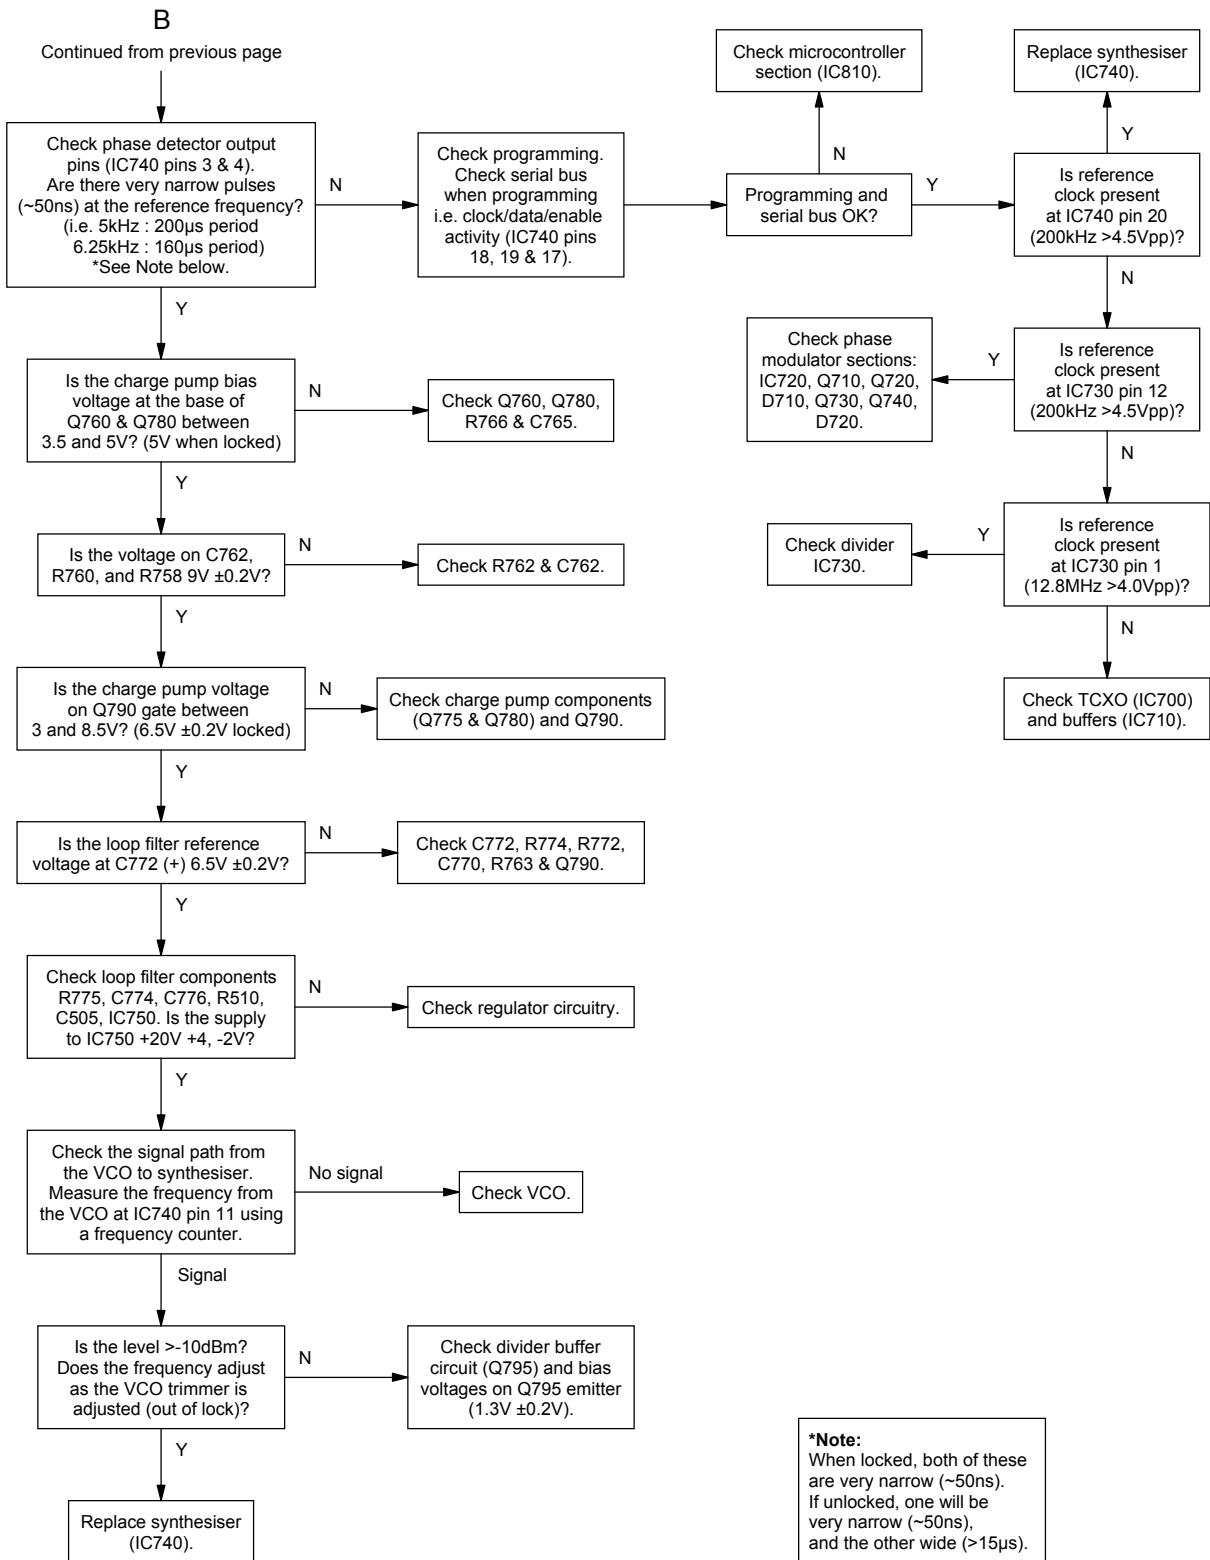 B
Continued from previous page
Check phase detector output
pins (IC740 pins 3 & 4).
Are there very narrow pulses
(~50ns) at the reference frequency?
(i.e. 5kHz : 200µs period
6.25kHz : 160µs period)
*See Note below.
N
Y
Check programming.
Check serial bus
when programming
i.e. clock/data/enable
activity (IC740 pins
18, 19 & 17).
Programming and
serial bus OK?
N
Check microcontroller
section (IC810).
Y
Is reference
clock present
at IC740 pin 20
(200kHz >4.5Vpp)?
Y
Replace synthesiser
(IC740).
N
Is reference
clock present
at IC730 pin 12
(200kHz >4.5Vpp)?
Y
Check phase
modulator sections:
IC720, Q710, Q720,
D710, Q730, Q740,
D720.
N
Is reference
clock present
at IC730 pin 1
(12.8MHz >4.0Vpp)?
Y
Check divider
IC730.
N
Check TCXO (IC700)
and buffers (IC710).
Is the charge pump bias
voltage at the base of
Q760 & Q780 between
3.5 and 5V? (5V when locked)
N
Check Q760, Q780,
R766 & C765.
Y
Is the voltage on C762,
R760, and R758 9V ±0.2V?
N
Check R762 & C762.
Y
Is the charge pump voltage
on Q790 gate between
3 and 8.5V? (6.5V ±0.2V locked)
N
Check charge pump components
(Q775 & Q780) and Q790.
Y
Is the loop filter reference
voltage at C772 (+) 6.5V ±0.2V?
N
Check C772, R774, R772,
C770, R763 & Q790.
Y
Check loop filter components
R775, C774, C776, R510,
C505, IC750. Is the supply
to IC750 +20V +4, -2V?
N
Check regulator circuitry.
Y
Check the signal path from
the VCO to synthesiser.
Measure the frequency from
the VCO at IC740 pin 11 using
a frequency counter.
No signal
Check VCO.
Signal
Is the level >-10dBm?
Does the frequency adjust
as the VCO trimmer is
adjusted (out of lock)?
N
Check divider buffer
circuit (Q795) and bias
voltages on Q795 emitter
(1.3V ±0.2V).
Y
Replace synthesiser
(IC740).
*Note:
When locked, both of these
are very narrow (~50ns).
If unlocked, one will be
very narrow (~50ns),
and the other wide (>15µs).